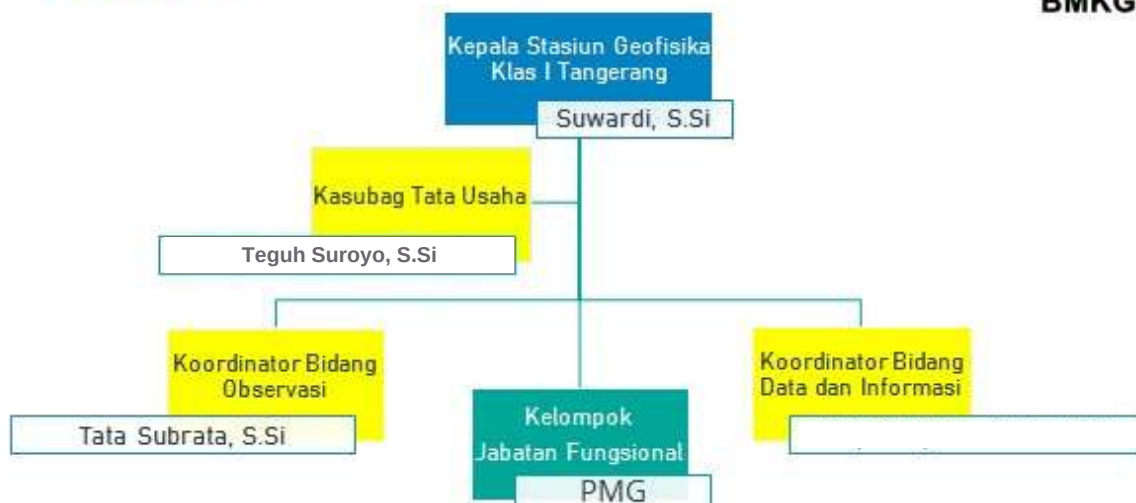 BMKG
Kepala Stasiun Geofisika
Klas I Tangerang
Suwardi, S.Si
Kasubag Tata Usaha
Teguh Suroyo, S.Si
Koordinator Bidang
Observasi
Tata Subrata, S.Si
Kelompok
Jabatan Fungsional
PMG
Koordinator Bidang
Data dan Informasi